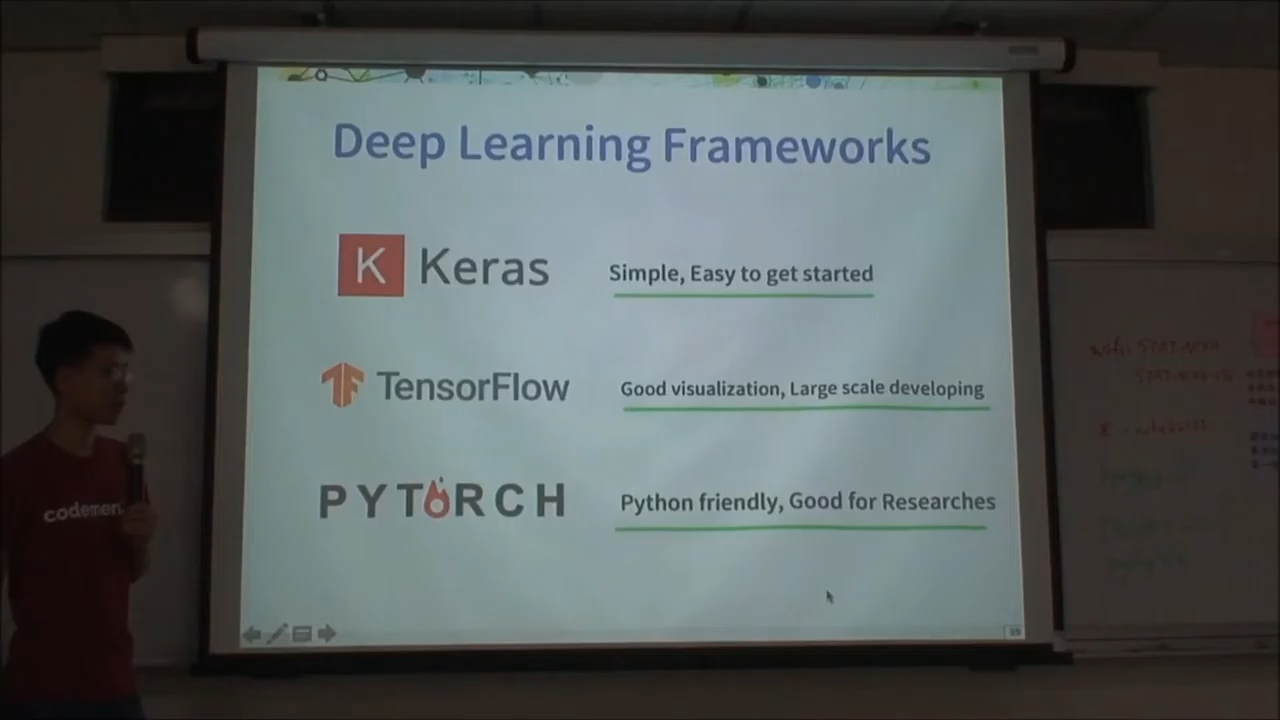 Deep Learning Frameworks
K Keras
Simple, Easy to get started
TF TensorFlow
Good visualization, Large scale developing
PYTORCH
Python friendly, Good for Researches
codemen